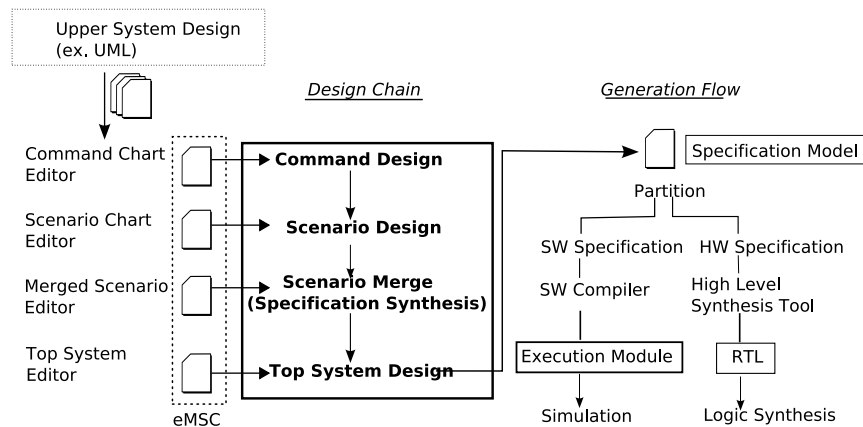 Upper System Design
(ex. UML)
Design Chain
Generation Flow
Command Chart
Editor
Command Design
Specification Model
Partition
Scenario Chart
Editor
Scenario Design
SW Specification
HW Specification
Merged Scenario
Editor
Scenario Merge
(Specification Synthesis)
SW Compiler
High Level
Synthesis Tool
Top System
Editor
Top System Design
Execution Module
RTL
eMSC
Simulation
Logic Synthesis